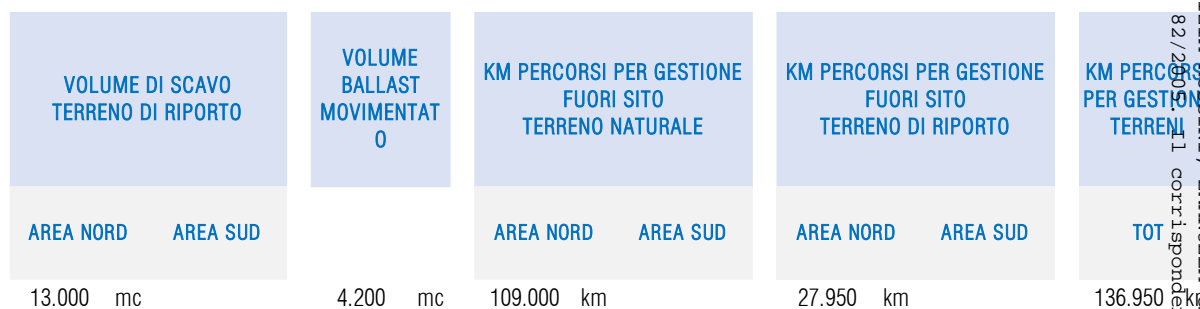 VOLUME DI SCAVO
TERRENO DI RIPORTO
VOLUME
BALLAST
MOVIMENTAT
O
KM PERCORSI PER GESTIONE
FUORI SITO
TERRENO NATURALE
KM PERCORSI PER GESTIONE
FUORI SITO
TERRENO DI RIPORTO
KM PERCORS
PER GESTION
TERRENI
AREA NORD AREA SUD
AREA NORD AREA SUD
AREA NORD AREA SUD
TOT
13.000 mc
4.200 mc
109.000 km
27.950 km
136.950 k
82/2005. Il corrisponde